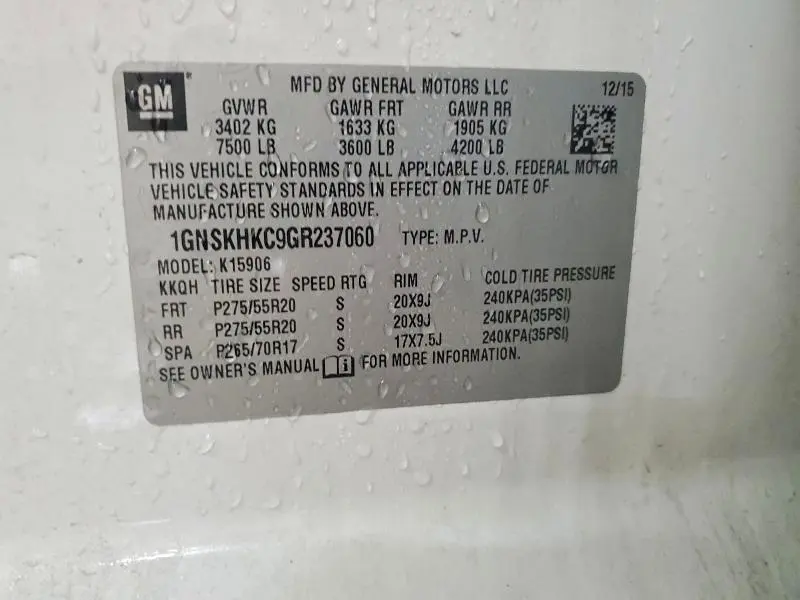 GM
MFD BY GENERAL MOTORS LLC 12/15
GVWR GAWR FRT GAWR RR
3402 KG 1633 KG 1905 KG
7500 LB 3600 LB 4200 LB
THIS VEHICLE CONFORMS TO ALL APPLICABLE U.S. FEDERAL MOTOR
VEHICLE SAFETY STANDARDS IN EFFECT ON THE DATE OF
MANUFACTURE SHOWN ABOVE.
1GNSKHKC9GR237060 TYPE: M.P.V.
MODEL: K15906
KKQH TIRE SIZE SPEED RTG RIM COLD TIRE PRESSURE
FRT P275/55R20 S 20X9J 240KPA(35PSI)
RR P275/55R20 S 20X9J 240KPA(35PSI)
SPA P265/70R17 S 17X7.5J 240KPA(35PSI)
SEE OWNER'S MANUAL i FOR MORE INFORMATION.